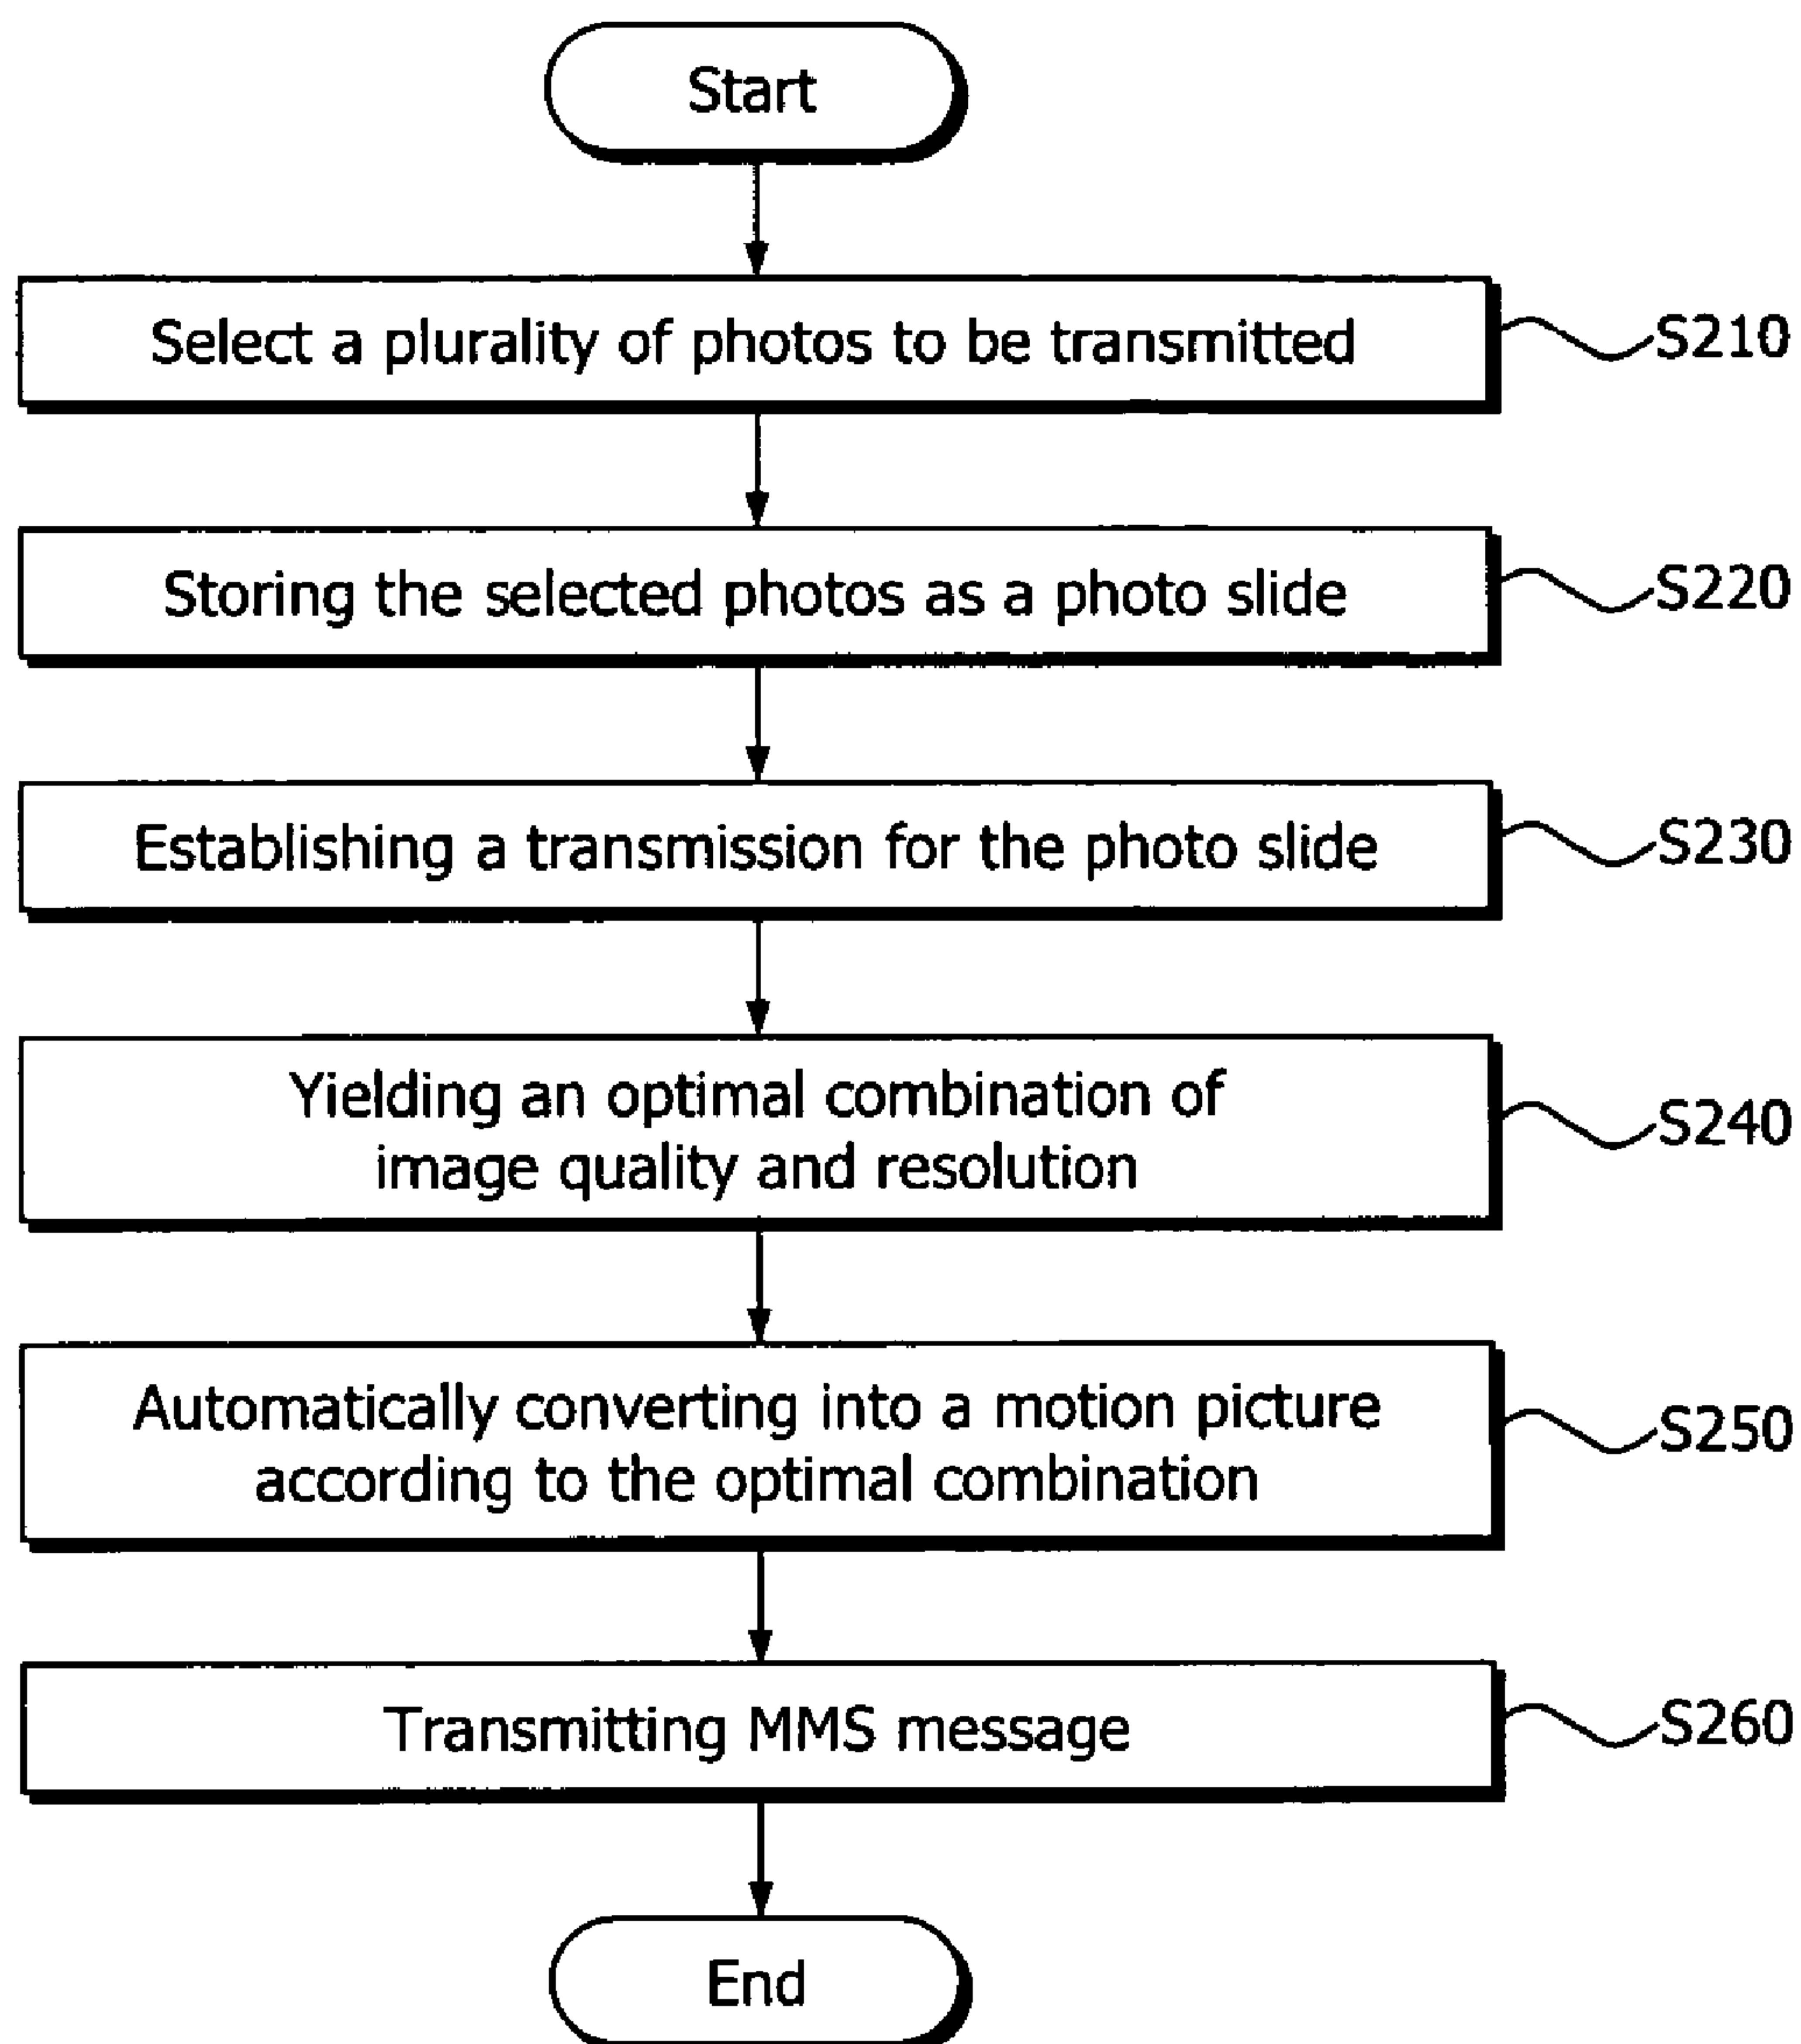 Start
Select a plurality of photos to be transmitted
S210
Storing the selected photos as a photo slide
S220
Establishing a transmission for the photo slide
S230
Yielding an optimal combination of
image quality and resolution
S240
Automatically converting into a motion picture
according to the optimal combination
S250
Transmitting MMS message
S260
End